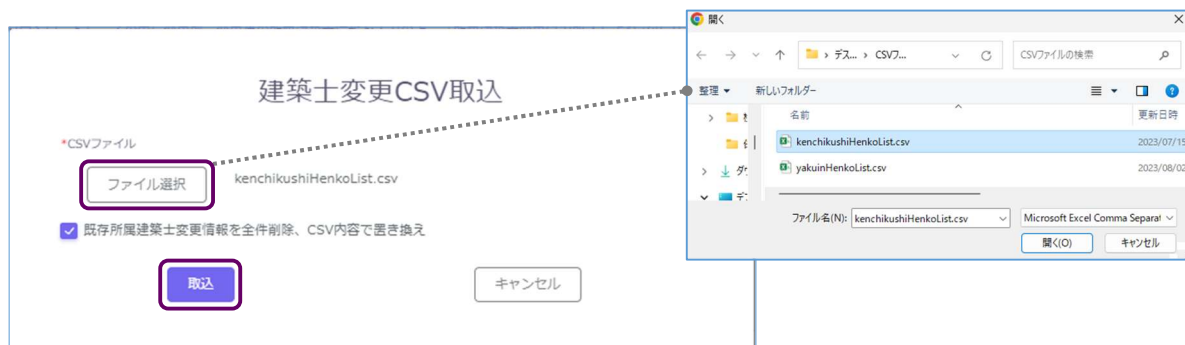 建築士変更CSV取込
*CSVファイル
ファイル選択
kenchikushiHenkoList.csv
既存所属建築士変更情報を全件削除、CSV内容で置き換え
取込
キャンセル
開く
デス... › CSVフ...
CSVファイルの検索
整理
新しいフォルダー
名前
更新日時
kenchikushiHenkoList.csv
2023/07/15
yakuinHenkoList.csv
2023/08/02
ファイル名(N):
kenchikushiHenkoList.csv
Microsoft Excel Comma Separat
開く(O)
キャンセル